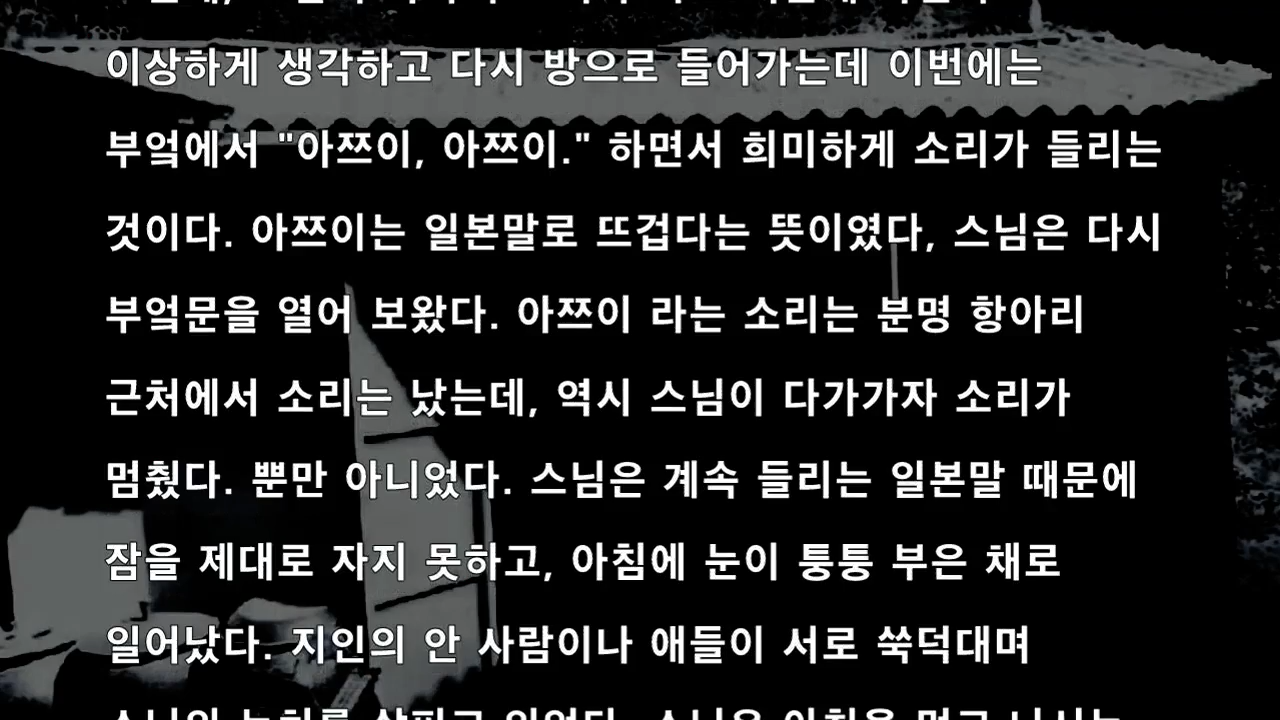 이상하게 생각하고 다시 방으로 들어가는데 이번에는
부엌에서 "아쯔이, 아쯔이." 하면서 희미하게 소리가 들리는
것이다. 아쯔이는 일본말로 뜨겁다는 뜻이였다, 스님은 다시
부엌문을 열어 보왔다. 아쯔이 라는 소리는 분명 항아리
근처에서 소리는 났는데, 역시 스님이 다가가자 소리가
멈췄다. 뿐만 아니었다. 스님은 계속 들리는 일본말 때문에
잠을 제대로 자지 못하고, 아침에 눈이 퉁퉁 부은 채로
일어났다. 지인의 안 사람이나 애들이 서로 쑥덕대며